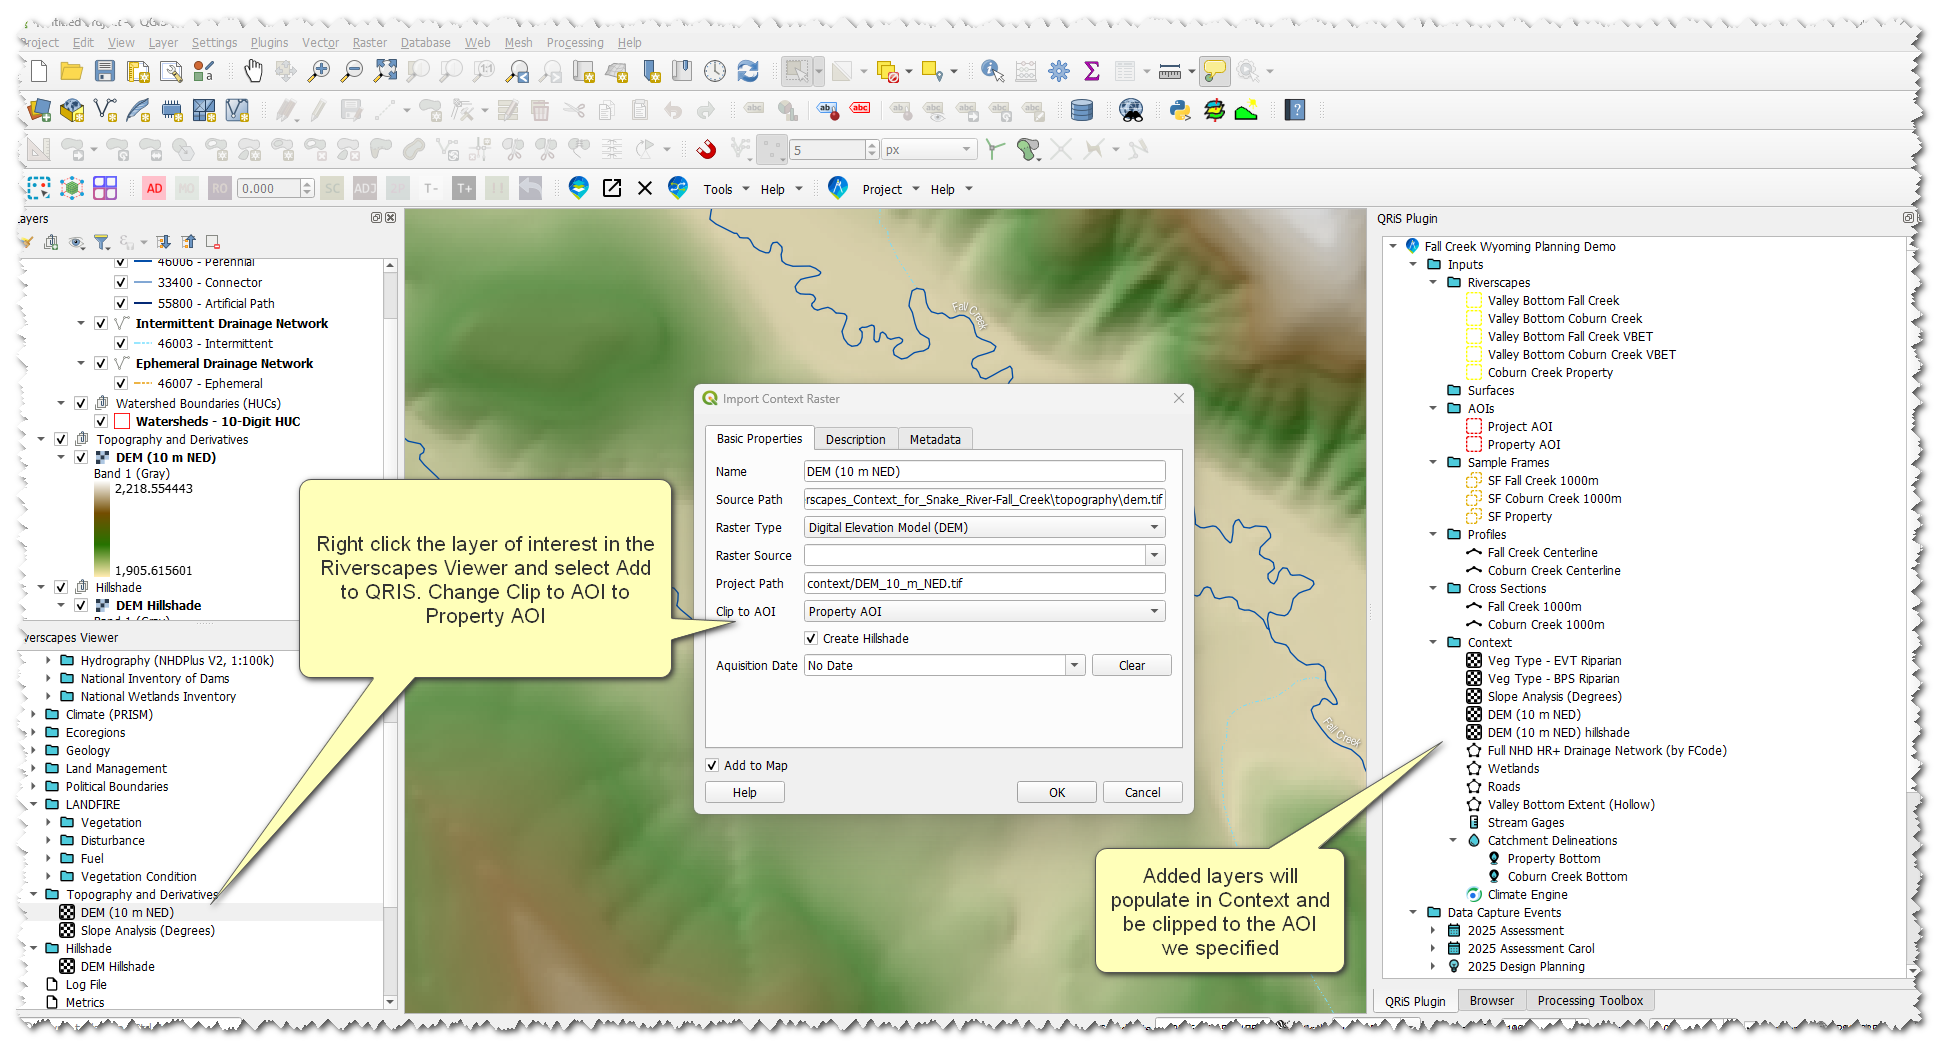 Project Edit View Layer Settings Plugins Vector Raster Database Web Mesh Processing Help
5 px
AD MO RO 0.000 SC ADJ T- T+ Tools Help Project Help
ayers
46006 - Perennial
33400 - Connector
55800 - Artificial Path
Intermittent Drainage Network
46003 - Intermittent
Ephemeral Drainage Network
46007 - Ephemeral
Watershed Boundaries (HUCs)
Watersheds - 10-Digit HUC
Topography and Derivatives
DEM (10 m NED)
Band 1 (Gray)
2,218.554443
1,905.615601
Hillshade
DEM Hillshade
Band 1 (Gray)
verscapes Viewer
Hydrography (NHDPlus V2, 1:100k)
National Inventory of Dams
National Wetlands Inventory
Climate (PRISM)
Ecoregions
Geology
Land Management
Political Boundaries
LANDFIRE
Vegetation
Disturbance
Fuel
Vegetation Condition
Topography and Derivatives
DEM (10 m NED)
Slope Analysis (Degrees)
Hillshade
DEM Hillshade
Log File
Metrics
Right click the layer of interest in the
Riverscapes Viewer and select Add
to QRIS. Change Clip to AOI to
Property AOI
Fall Creek
Fall Creek
Import Context Raster
Basic Properties Description Metadata
Name DEM (10 m NED)
Source Path rscapes_Context_for_Snake_River-Fall_Creek\topography\dem.tif
Raster Type Digital Elevation Model (DEM)
Raster Source
Project Path context/DEM_10_m_NED.tif
Clip to AOI Property AOI
Create Hillshade
Aquisition Date No Date Clear
Add to Map
Help OK Cancel
Added layers will
populate in Context and
be clipped to the AOI
we specified
QRiS Plugin
Fall Creek Wyoming Planning Demo
Inputs
Riverscapes
Valley Bottom Fall Creek
Valley Bottom Coburn Creek
Valley Bottom Fall Creek VBET
Valley Bottom Coburn Creek VBET
Coburn Creek Property
Surfaces
AOIs
Project AOI
Property AOI
Sample Frames
SF Fall Creek 1000m
SF Coburn Creek 1000m
SF Property
Profiles
Fall Creek Centerline
Coburn Creek Centerline
Cross Sections
Fall Creek 1000m
Coburn Creek 1000m
Context
Veg Type - EVT Riparian
Veg Type - BPS Riparian
Slope Analysis (Degrees)
DEM (10 m NED)
DEM (10 m NED) hillshade
Full NHD HR+ Drainage Network (by FCode)
Wetlands
Roads
Valley Bottom Extent (Hollow)
Stream Gages
Catchment Delineations
Property Bottom
Coburn Creek Bottom
Climate Engine
Data Capture Events
2025 Assessment
2025 Assessment Carol
2025 Design Planning
QRiS Plugin Browser Processing Toolbox